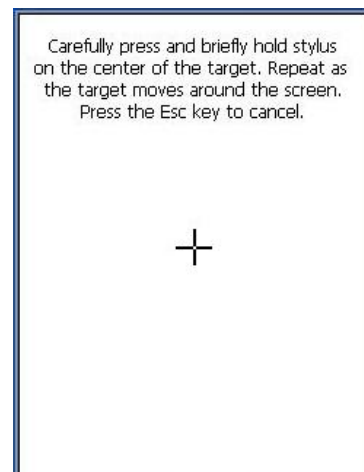 Carefully press and briefly hold stylus
on the center of the target. Repeat as
the target moves around the screen.
Press the Esc key to cancel.